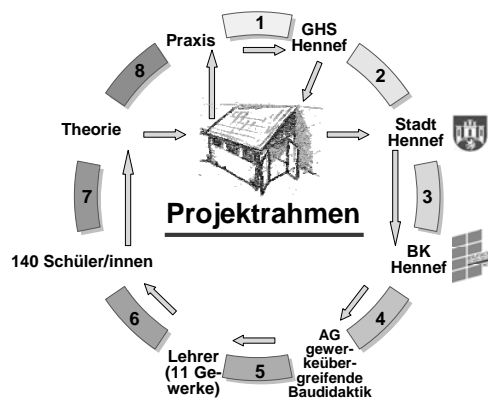 1
Praxis
GHS
Hennef
2
8
Theorie
Stadt
Hennef
7
3
Projektrahmen
140 Schüler/innen
BK
Hennef
6
4
Lehrer
(11 Ge-
werke)
5
AG
gewer-
keüber-
greifende
Baudidaktik